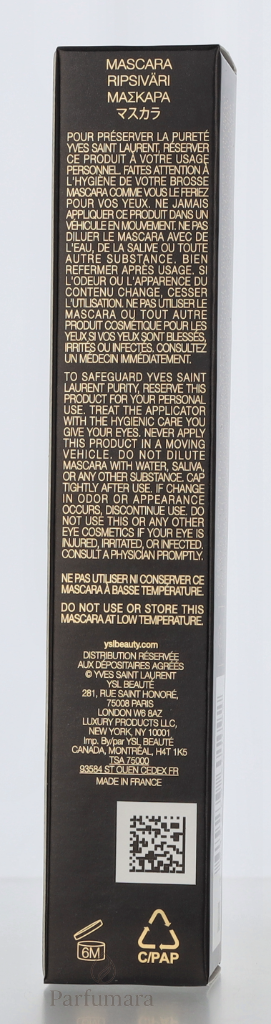 MASCARA
RIPSIVÄRI
ΜΑΣΚΑΡΑ
マスカラ
POUR PRÉSERVER LA PURETÉ
YVES SAINT LAURENT, RÉSERVER
CE PRODUIT À VOTRE USAGE
PERSONNEL. FAITES ATTENTION À
L'HYGIÈNE DE VOTRE BROSSE
MASCARA COMME VOUS LE FERIEZ
POUR VOS YEUX. NE JAMAIS
APPLIQUER CE PRODUIT DANS UN
VÉHICULE EN MOUVEMENT. NE PAS
DILUER LE MASCARA AVEC DE
L'EAU, DE LA SALIVE OU TOUTE
AUTRE SUBSTANCE. BIEN
REFERMER APRÈS USAGE. SI
L'ODEUR OU L'APPARENCE DU
CONTENU CHANGE, CESSER
L'UTILISATION. NE PAS UTILISER LE
MASCARA OU TOUT AUTRE
PRODUIT COSMÉTIQUE POUR LES
YEUX SI VOS YEUX SONT BLESSÉS,
IRRITÉS OU INFECTÉS. CONSULTEZ
UN MÉDECIN IMMÉDIATEMENT.
TO SAFEGUARD YVES SAINT
LAURENT PURITY, RESERVE THIS
PRODUCT FOR YOUR PERSONAL
USE. TREAT THE APPLICATOR
WITH THE HYGIENIC CARE YOU
GIVE YOUR EYES. NEVER APPLY
THIS PRODUCT IN A MOVING
VEHICLE. DO NOT DILUTE
MASCARA WITH WATER, SALIVA,
OR ANY OTHER SUBSTANCE. CAP
TIGHTLY AFTER USE. IF CHANGE
IN ODOR OR APPEARANCE
OCCURS, DISCONTINUE USE. DO
NOT USE THIS OR ANY OTHER
EYE COSMETICS IF YOUR EYE IS
INJURED, IRRITATED, OR INFECTED.
CONSULT A PHYSICIAN PROMPTLY.
NE PAS UTILISER NI CONSERVER CE
MASCARA À BASSE TEMPÉRATURE.
DO NOT USE OR STORE THIS
MASCARA AT LOW TEMPERATURE.
yslbeauty.com
DISTRIBUTION RÉSERVÉE
AUX DÉPOSITAIRES AGRÉÉS
© YVES SAINT LAURENT
YSL BEAUTÉ
281, RUE SAINT HONORÉ,
75008 PARIS
LONDON W6 8AZ
LUXURY PRODUCTS LLC,
NEW YORK, NY 10001
Imp. By/par YSL BEAUTÉ
CANADA, MONTRÉAL, H4T 1K5
TSA 75000
93584 ST OUEN CEDEX FR
MADE IN FRANCE
6M
C/PAP
Parfumara